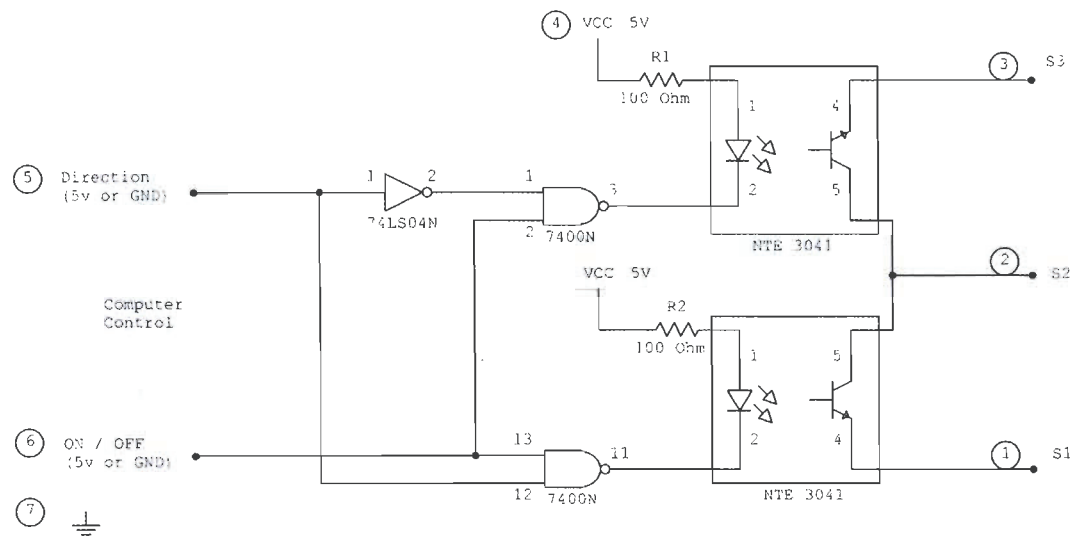 4 VCC 5V
R1
100 Ohm
3 S3
1 4
5 Direction
(5v or GND)
1 2
74LS04N
1 3
2
7400N
2 5
NTE 3041
2 S2
VCC 5V
Computer
Control
R2
100 Ohm
1 5
6 ON / OFF
(5v or GND)
13 11
12
7400N
2 4
1 S1
NTE 3041
7